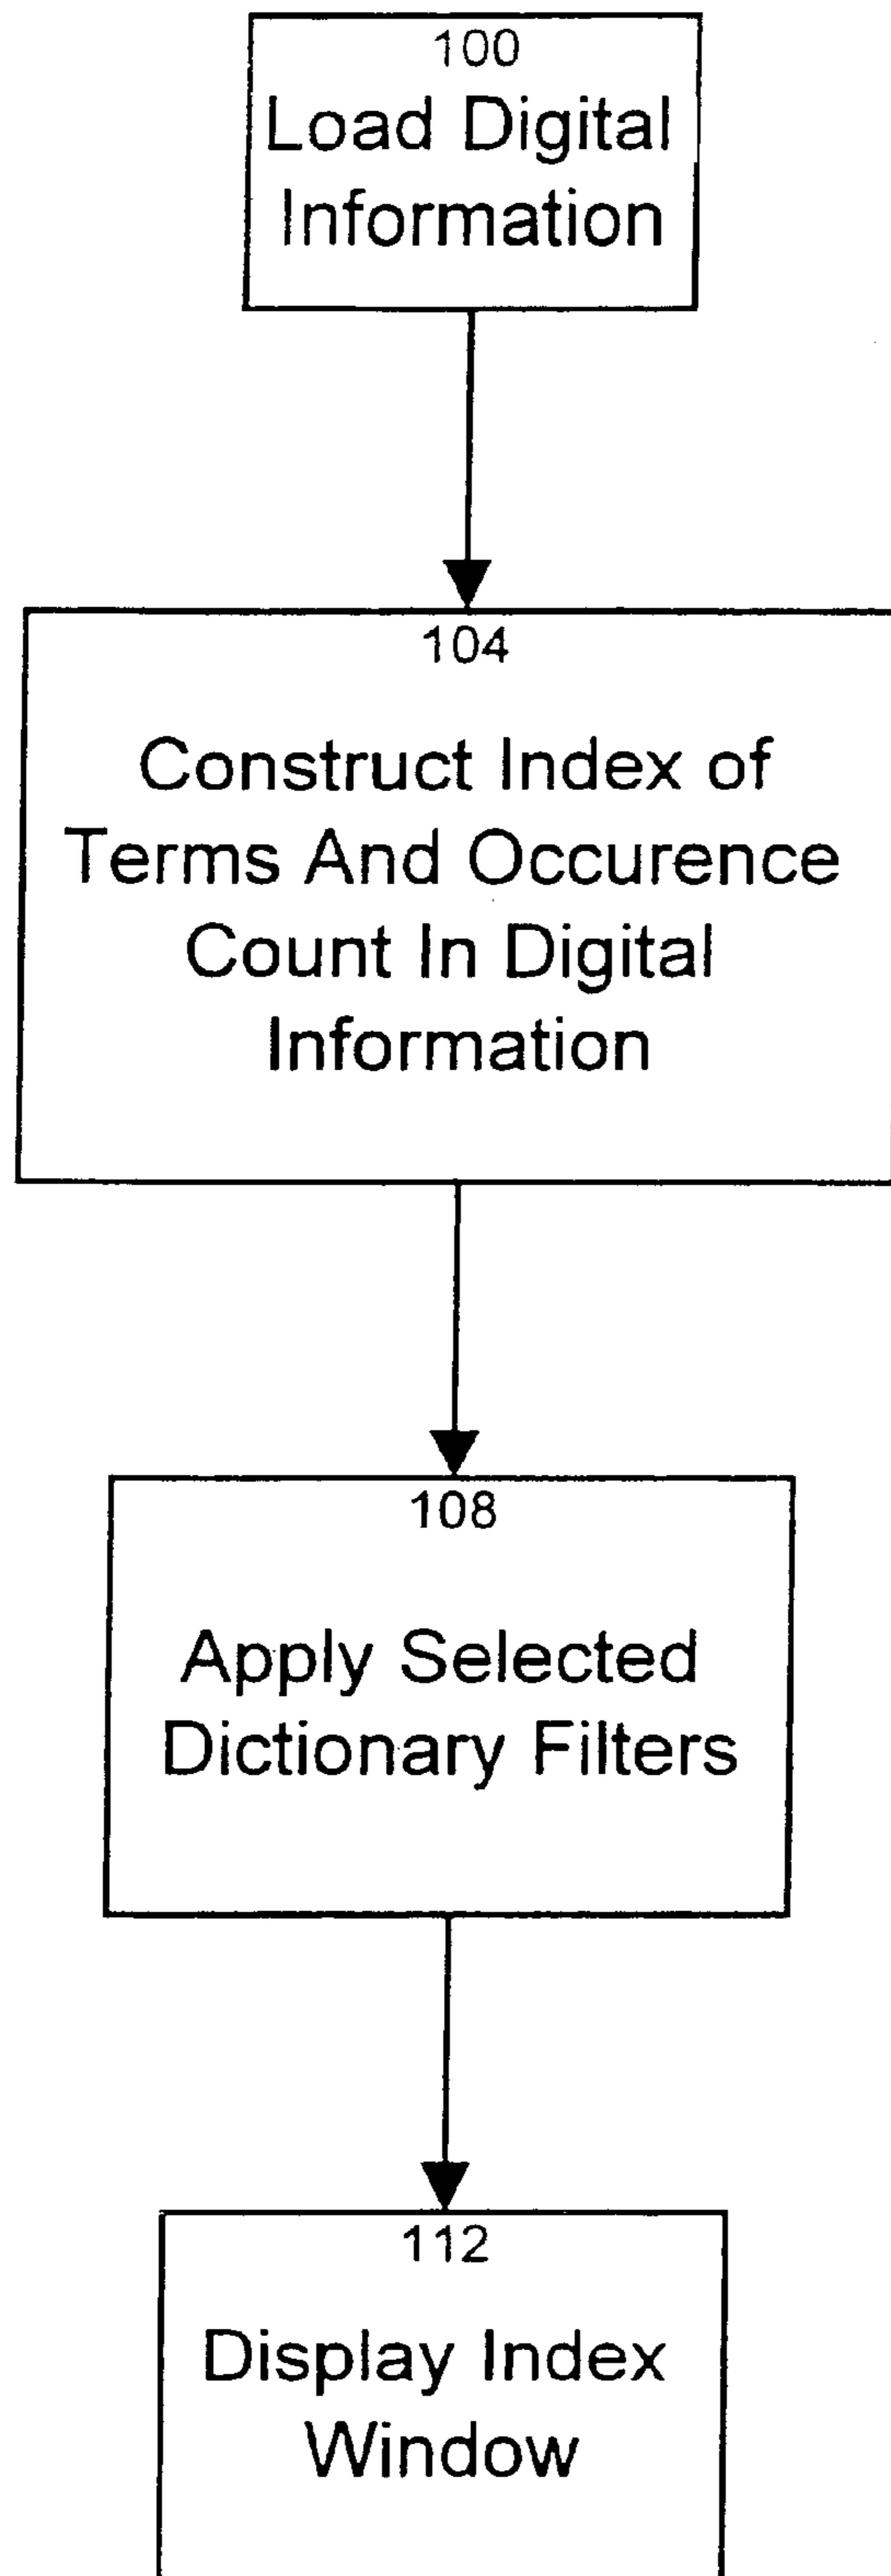 100
Load Digital
Information
104
Construct Index of
Terms And Occurence
Count In Digital
Information
108
Apply Selected
Dictionary Filters
112
Display Index
Window